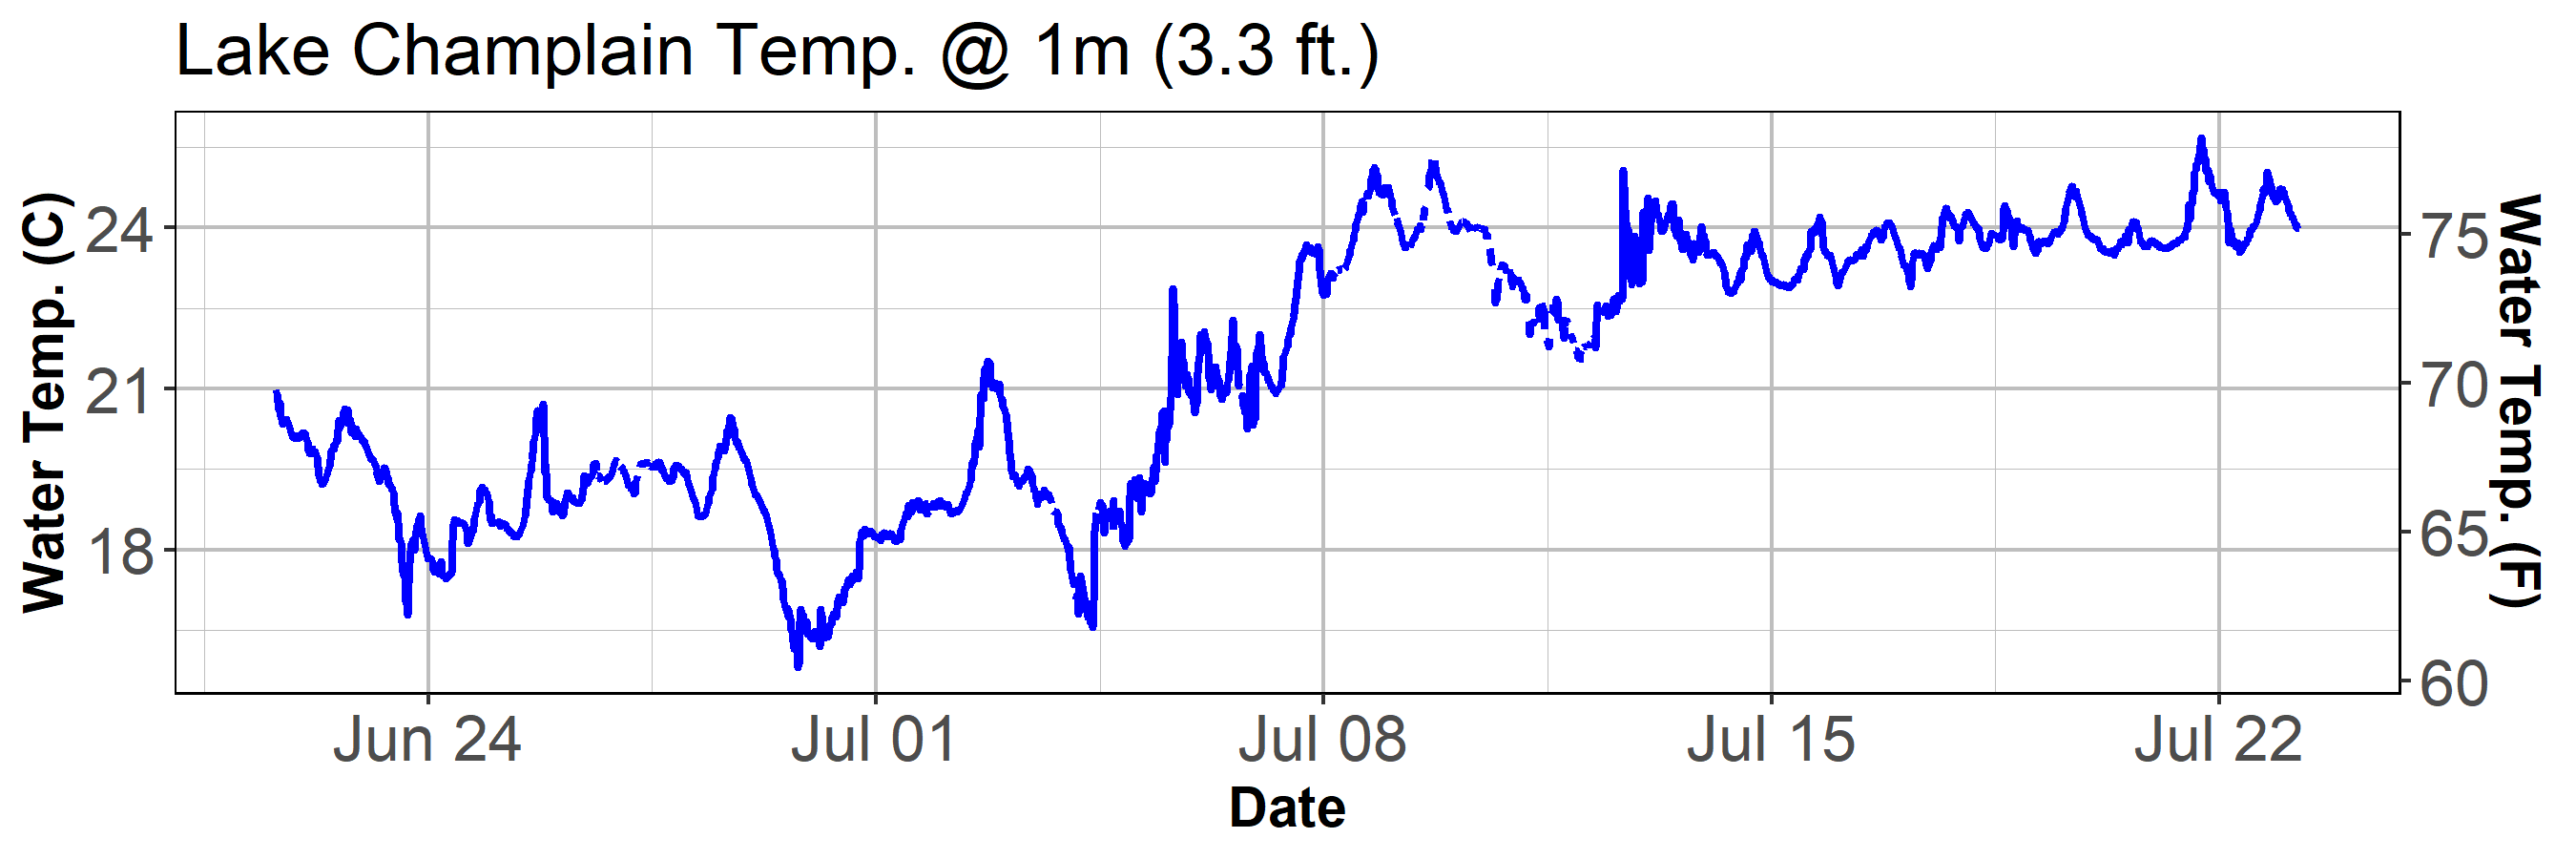 Lake Champlain Temp. @ 1m (3.3 ft.)
Water Temp. (C)
24
21
18
75
70
65
60
Water Temp. (F)
Jun 24 Jul 01 Jul 08 Jul 15 Jul 22
Date